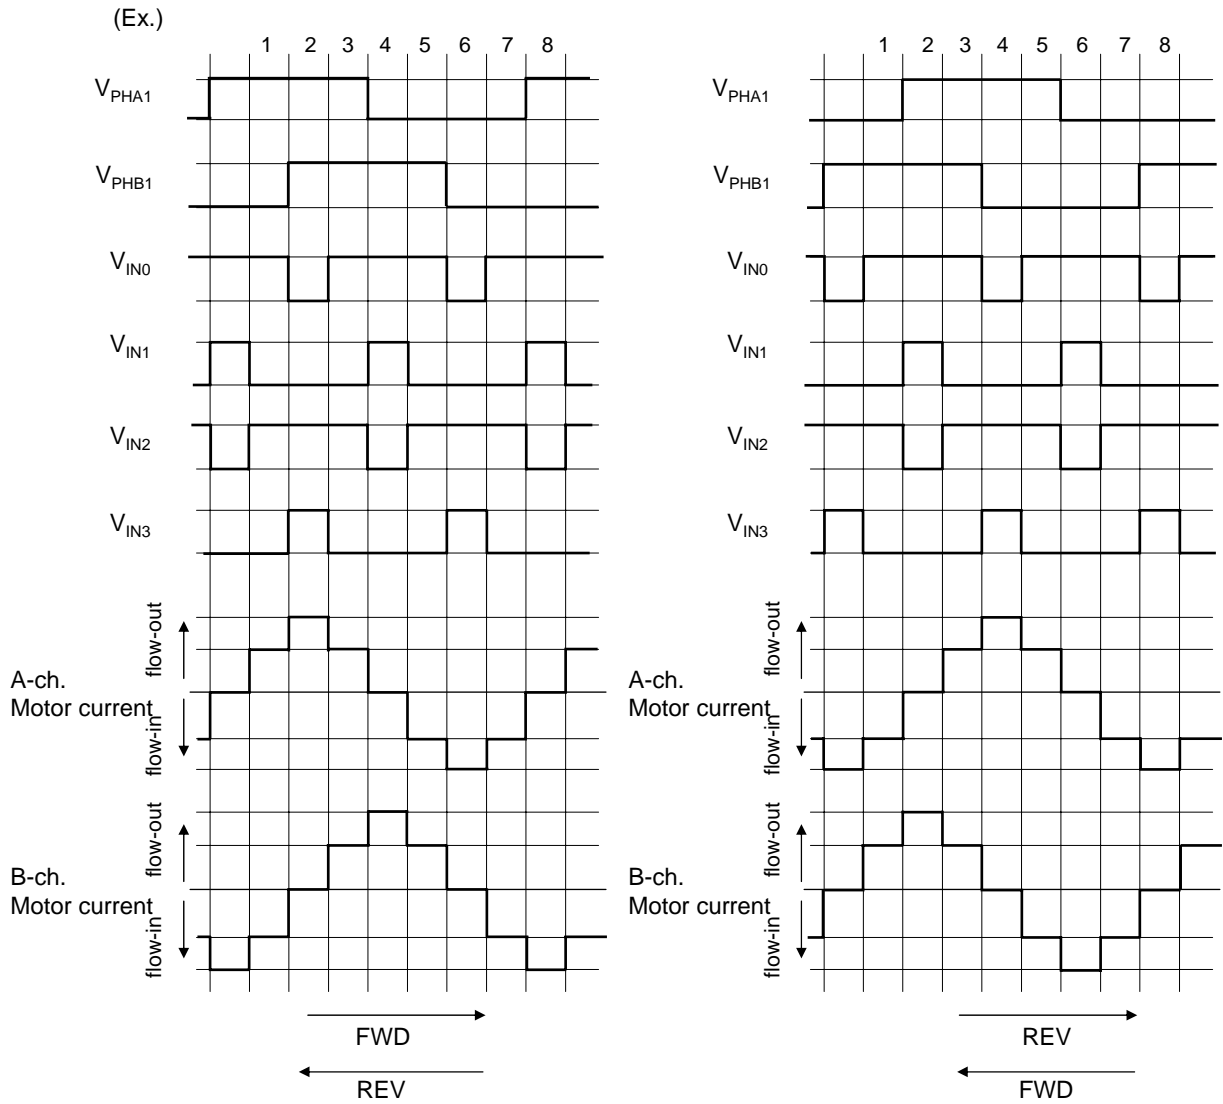 (Ex.)
1 2 3 4 5 6 7 8
VPHA1
VPHB1
VIN0
VIN1
VIN2
VIN3
flow-out
A-ch.
Motor current
flow-in
flow-out
B-ch.
Motor current
flow-in
FWD
REV
1 2 3 4 5 6 7 8
VPHA1
VPHB1
VIN0
VIN1
VIN2
VIN3
flow-out
A-ch.
Motor current
flow-in
flow-out
B-ch.
Motor current
flow-in
REV
FWD